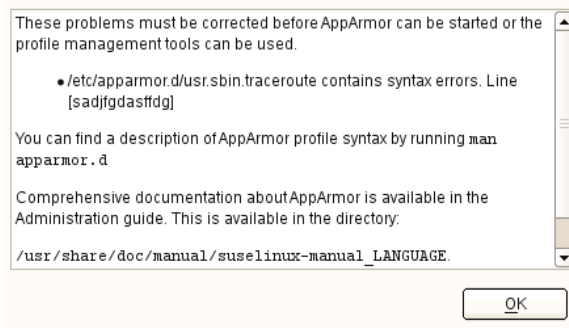 These problems must be corrected before AppArmor can be started or the
profile management tools can be used.
• /etc/apparmor.d/usr.sbin.traceroute contains syntax errors. Line
[sadjfgdasffdg]
You can find a description of AppArmor profile syntax by running man
apparmor.d
Comprehensive documentation about AppArmor is available in the
Administration guide. This is available in the directory:
/usr/share/doc/manual/suselinux-manual_LANGUAGE.
OK